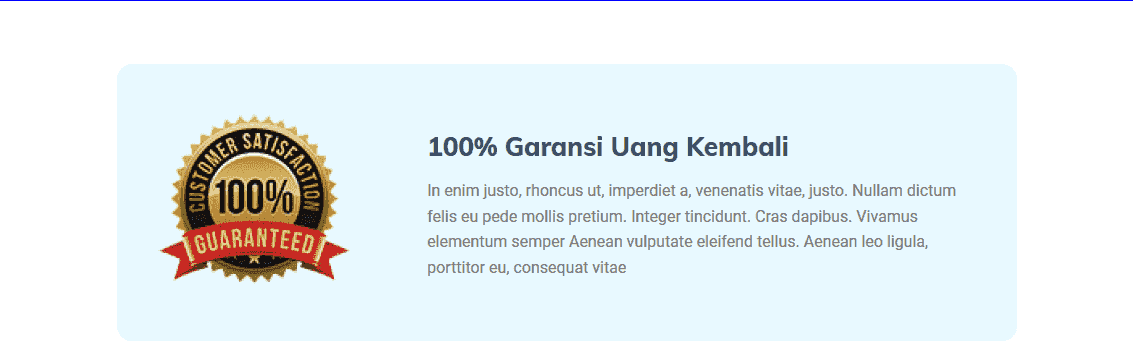 CUSTOMER SATISFACTION
100%
GUARANTEED
100% Garansi Uang Kembali
In enim justo, rhoncus ut, imperdiet a, venenatis vitae, justo. Nullam dictum
felis eu pede mollis pretium. Integer tincidunt. Cras dapibus. Vivamus
elementum semper Aenean vulputate eleifend tellus. Aenean leo ligula,
porttitor eu, consequat vitae